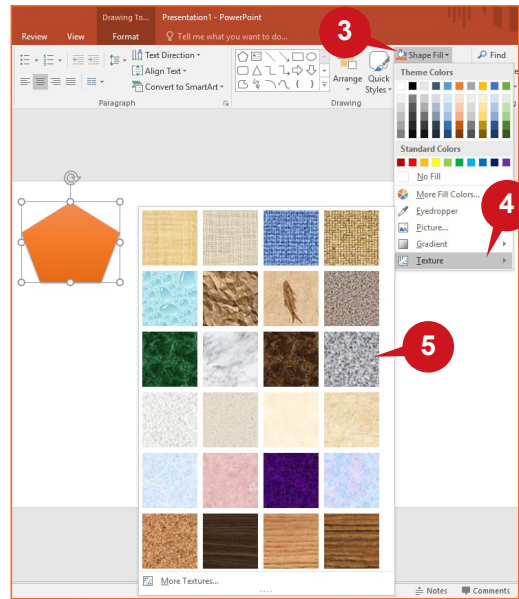 Drawing To... Presentation1 - PowerPoint
Review View Format Tell me what you want to do...
3
Text Direction
Align Text
Convert to SmartArt
Paragraph
Arrange
Quick Styles
Drawing
Shape Fill
Find
Theme Colors
Standard Colors
No Fill
More Fill Colors...
Eyedropper
Picture...
Gradient
Texture
4
5
More Textures...
Notes Comments